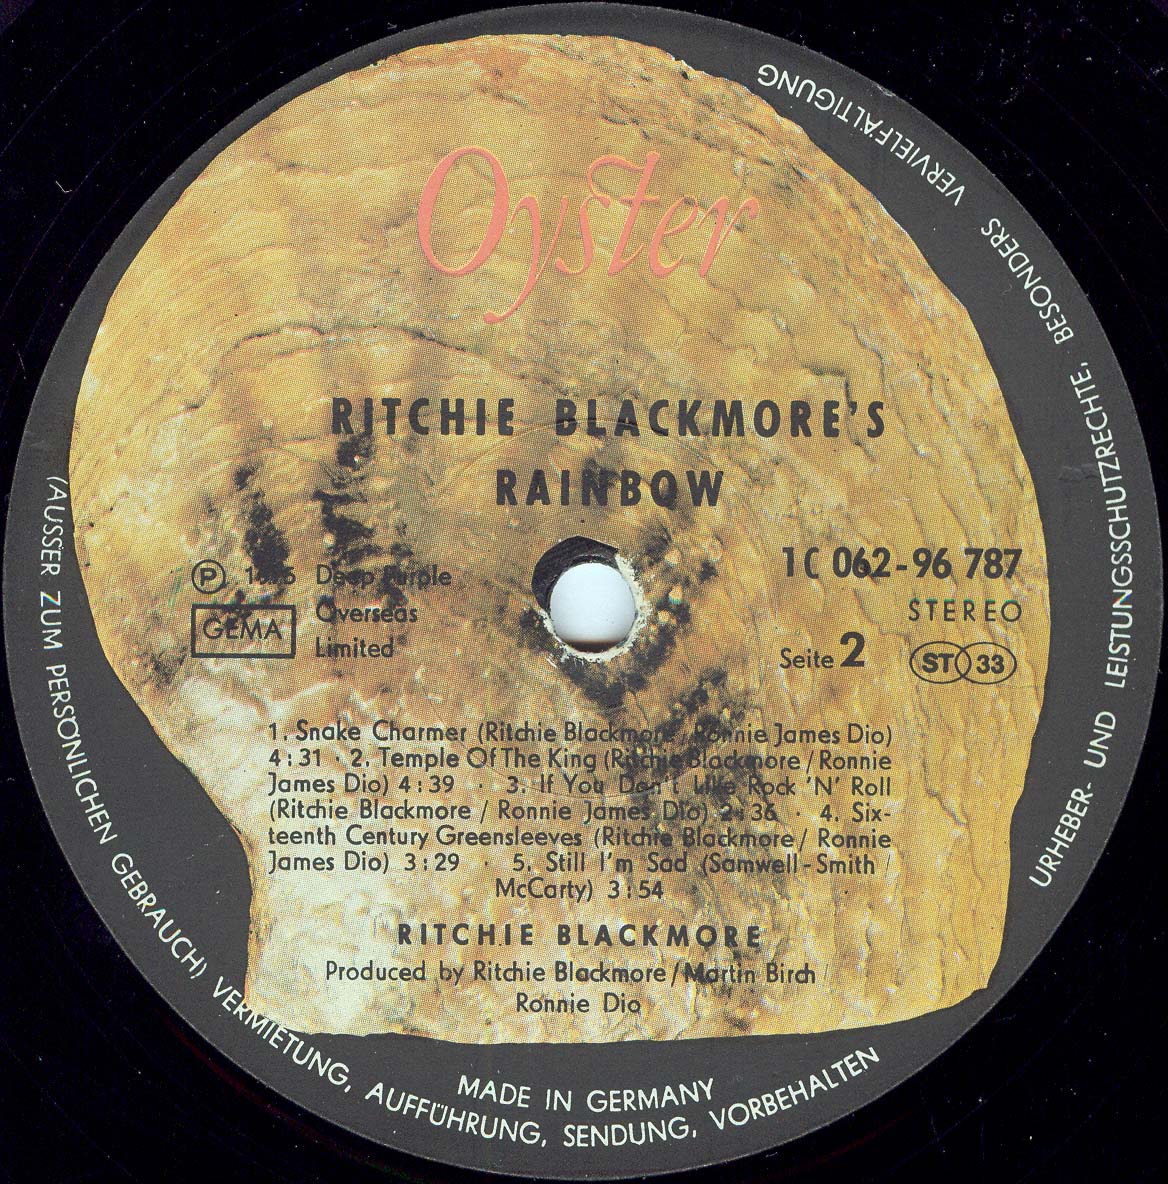 Oyster
RITCHIE BLACKMORE'S
RAINBOW
Ⓟ 1975 Deep Purple
Overseas
Limited
GEMA
1C 062-96 787
STEREO
Seite 2
ST 33
1. Snake Charmer (Ritchie Blackmore / Ronnie James Dio)
4:31 · 2. Temple Of The King (Ritchie Blackmore / Ronnie
James Dio) 4:39 · 3. If You Don't Like Rock 'N' Roll
(Ritchie Blackmore / Ronnie James Dio) 2:36 · 4. Six-
teenth Century Greensleeves (Ritchie Blackmore / Ronnie
James Dio) 3:29 · 5. Still I'm Sad (Samwell-Smith /
McCarty) 3:54
RITCHIE BLACKMORE
Produced by Ritchie Blackmore / Martin Birch /
Ronnie Dio
MADE IN GERMANY
URHEBER- UND LEISTUNGSSCHUTZRECHTE, BESONDERS VERVIELFÄLTIGUNG
(AUSSER ZUM PERSÖNLICHEN GEBRAUCH) VERMIETUNG, AUFFÜHRUNG, SENDUNG, VORBEHALTEN